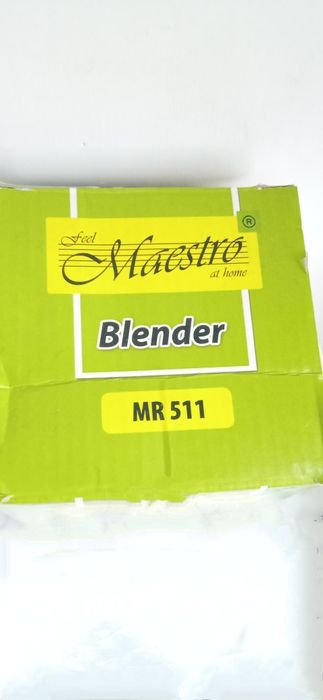 Feel
Maestro ®
at home
Blender
MR 511